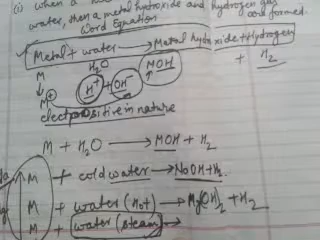 (i) when a
water, then a metal hydroxide and hydrogen gas
Word Equation are formed.
Metal + water → Metal hydroxide + Hydrogen
M H₂O MOH + H₂
↓ H⁺ + OH⁻ ↑
M⊕
electropositive in nature
M + H₂O → MOH + H₂
M + cold water → NaOH + H₂
M + water (hot) → Mg(OH)₂ + H₂
M + water (steam) →